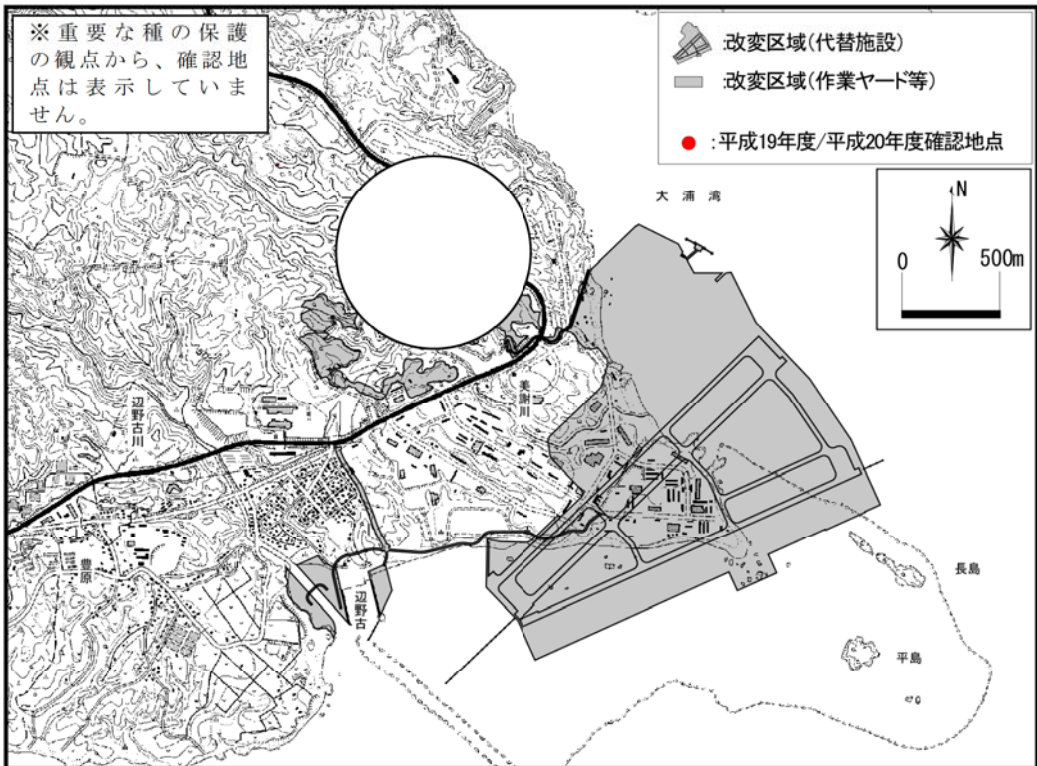 ※重要な種の保護
の観点から、確認地
点は表示していま
せん。
:改変区域(代替施設)
:改変区域(作業ヤード等)
:平成19年度/平成20年度確認地点
大浦湾
N
0 500m
辺野古川
美謝川
豊原
辺野古
長島
平島